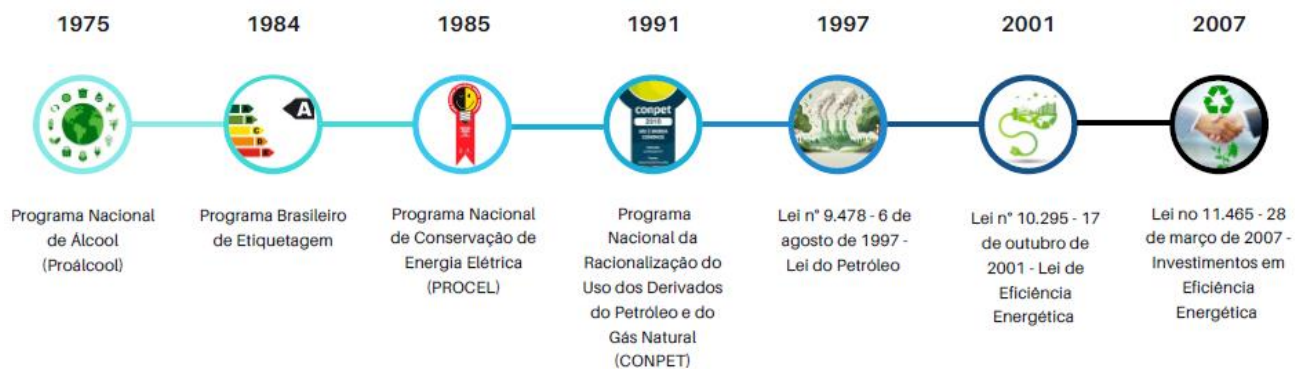 1975
1984
1985
1991
1997
2001
2007
A
C
conpet
2010
Programa Nacional
de Álcool
(Proálcool)
Programa Brasileiro
de Etiquetagem
Programa Nacional
de Conservação de
Energia Elétrica
(PROCEL)
Programa
Nacional da
Racionalização do
Uso dos Derivados
do Petróleo e do
Gás Natural
(CONPET)
Lei n° 9.478 - 6 de
agosto de 1997 -
Lei do Petróleo
Lei n° 10.295 - 17
de outubro de
2001 - Lei de
Eficiência
Energética
Lei no 11.465 - 28
de março de 2007 -
Investimentos em
Eficiência
Energética